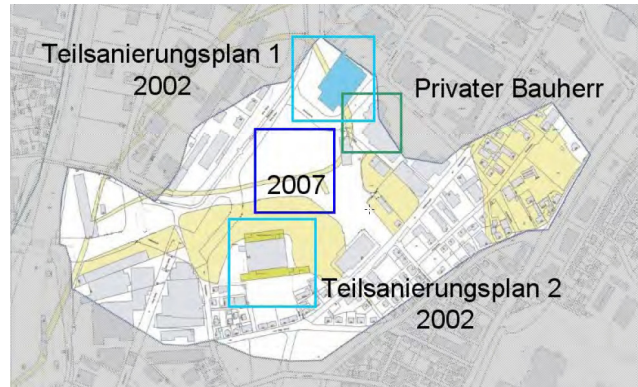 Teilsanierungsplan 1
2002
Privater Bauherr
2007
Teilsanierungsplan 2
2002